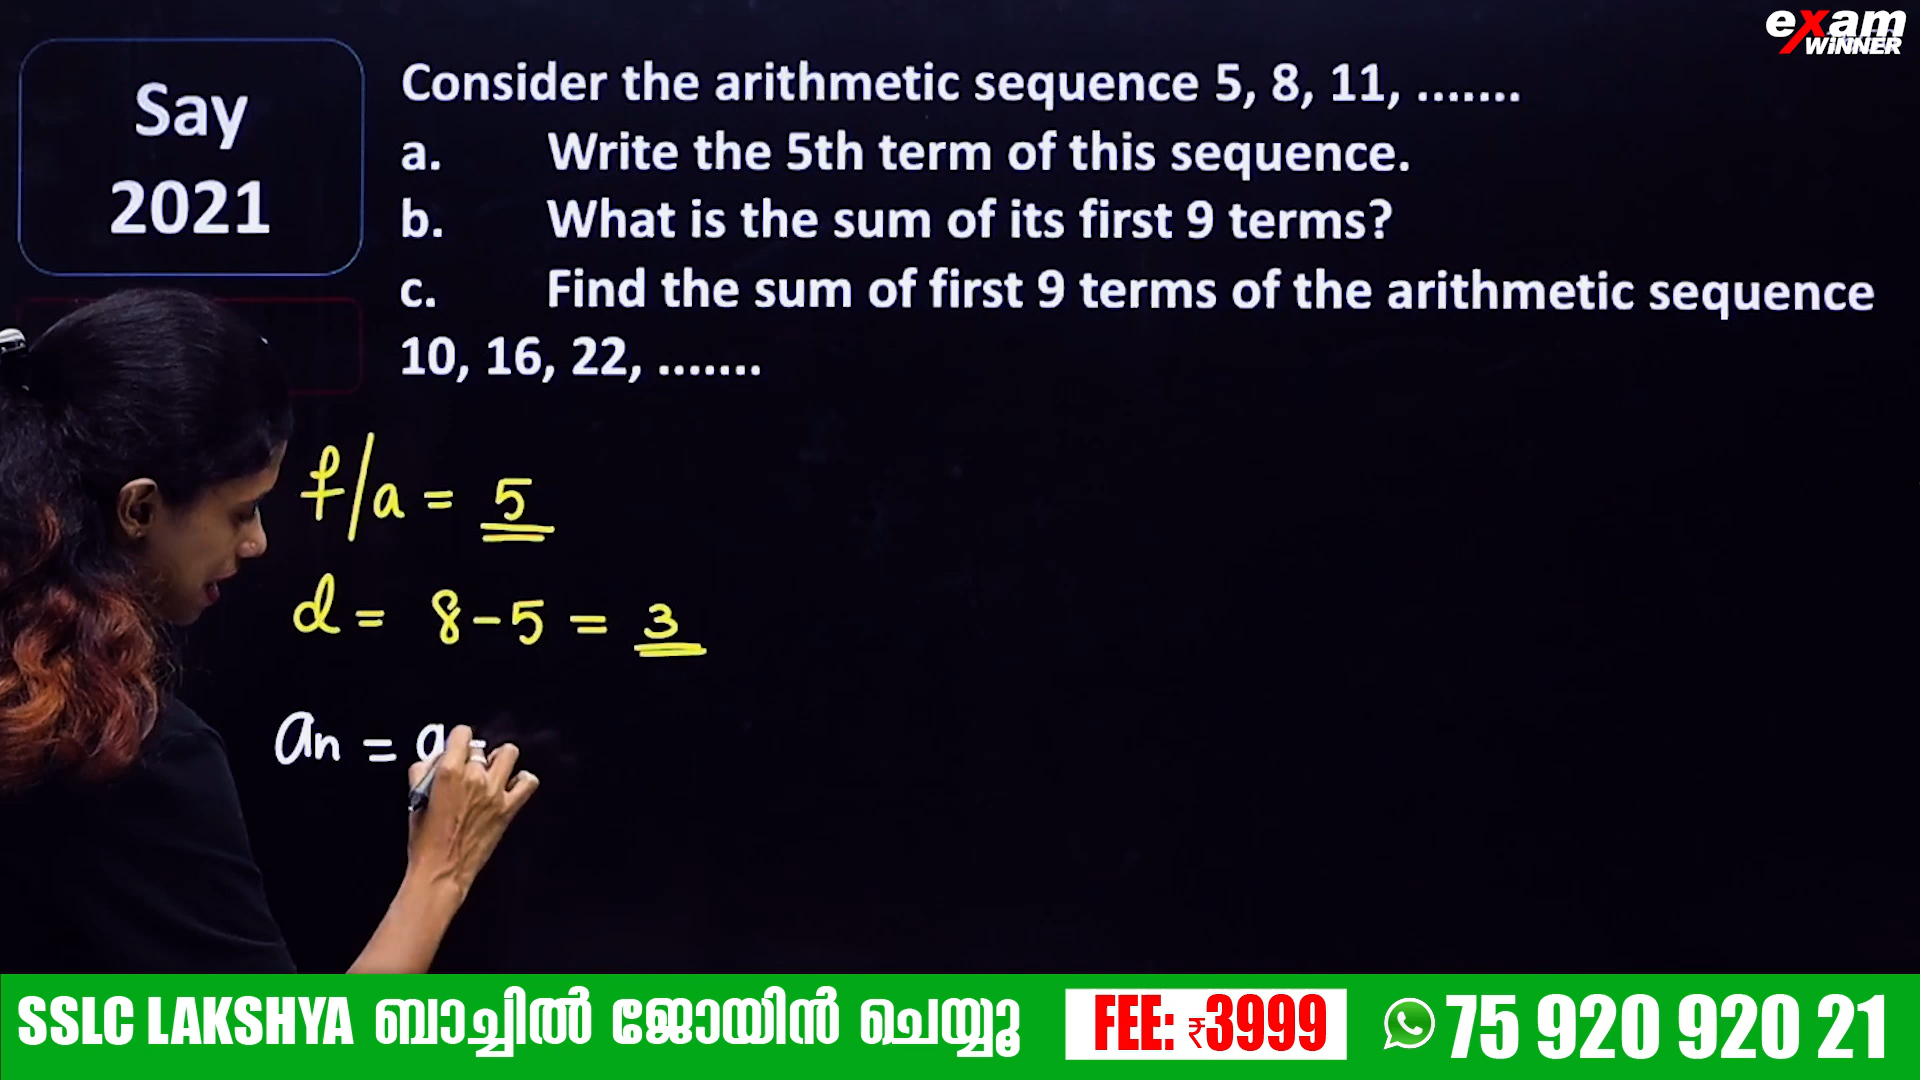 exam
WINNER
Say
2021
Consider the arithmetic sequence 5, 8, 11, .......
a. Write the 5th term of this sequence.
b. What is the sum of its first 9 terms?
c. Find the sum of first 9 terms of the arithmetic sequence
10, 16, 22, .......
f/a = 5
d = 8-5 = 3
an = a
SSLC LAKSHYA ബാച്ചിൽ ജോയിൻ ചെയ്യൂ FEE: ₹3999 75 920 920 21